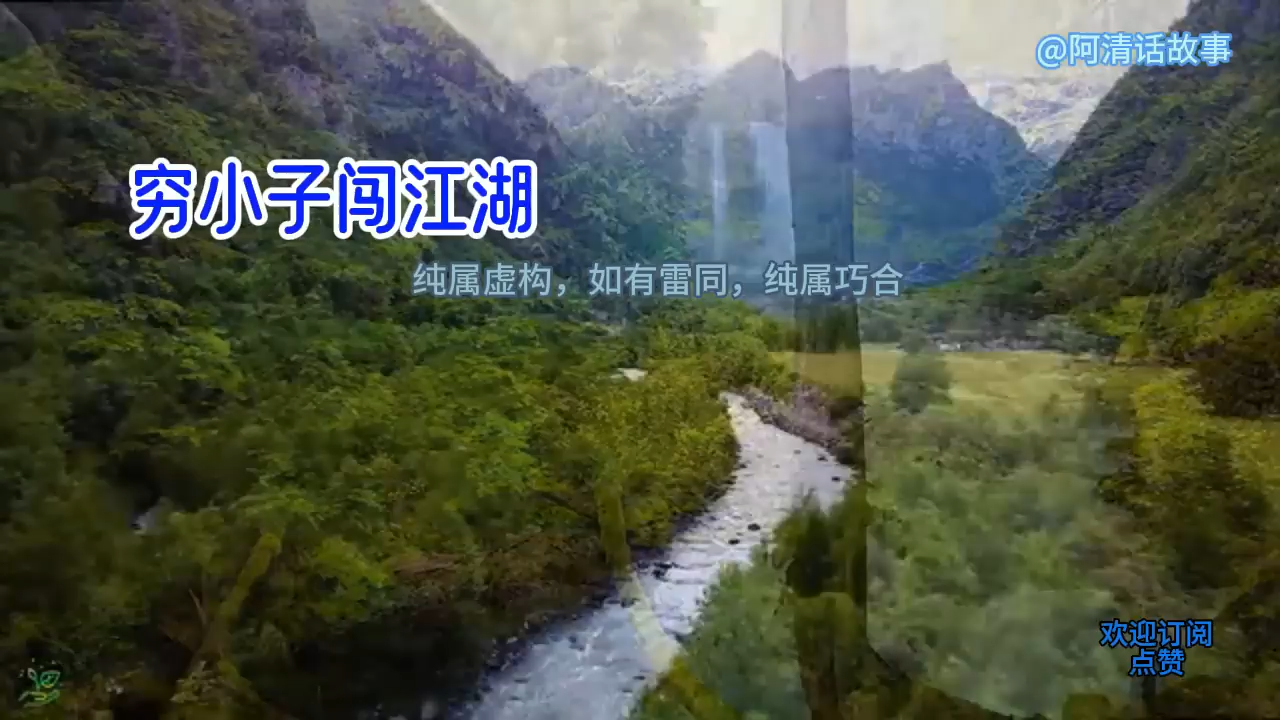 @阿清话故事
穷小子闯江湖
纯属虚构，如有雷同，纯属巧合
欢迎订阅
点赞